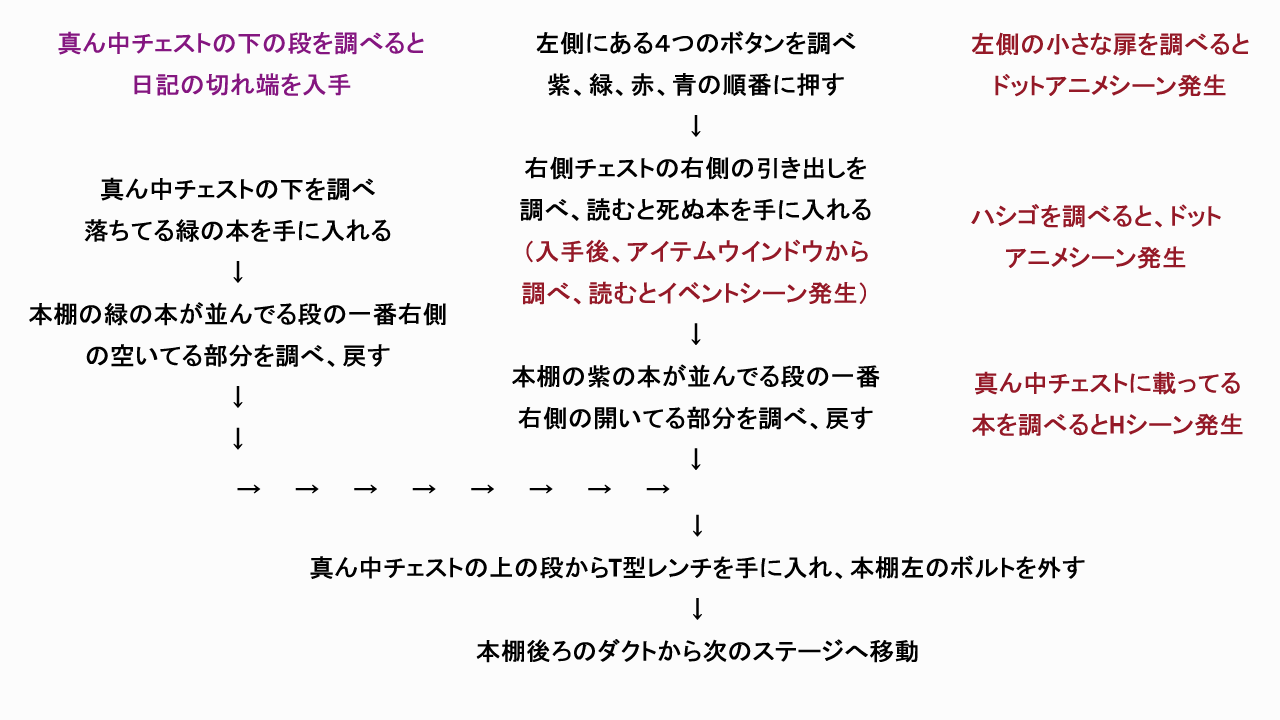 真ん中チェストの下の段を調べると
日記の切れ端を入手
真ん中チェストの下を調べ
落ちてる緑の本を手に入れる
↓
本棚の緑の本が並んでる段の一番右側
の空いてる部分を調べ、戻す
↓
↓
→ → → → → → → →
左側にある4つのボタンを調べ
紫、緑、赤、青の順番に押す
↓
右側チェストの右側の引き出しを
調べ、読むと死ぬ本を手に入れる
（入手後、アイテムウインドウから
調べ、読むとイベントシーン発生）
↓
本棚の紫の本が並んでる段の一番
右側の開いてる部分を調べ、戻す
↓
↓
真ん中チェストの上の段からT型レンチを手に入れ、本棚左のボルトを外す
↓
本棚後ろのダクトから次のステージへ移動
左側の小さな扉を調べると
ドットアニメシーン発生
ハシゴを調べると、ドット
アニメシーン発生
真ん中チェストに載ってる
本を調べるとHシーン発生